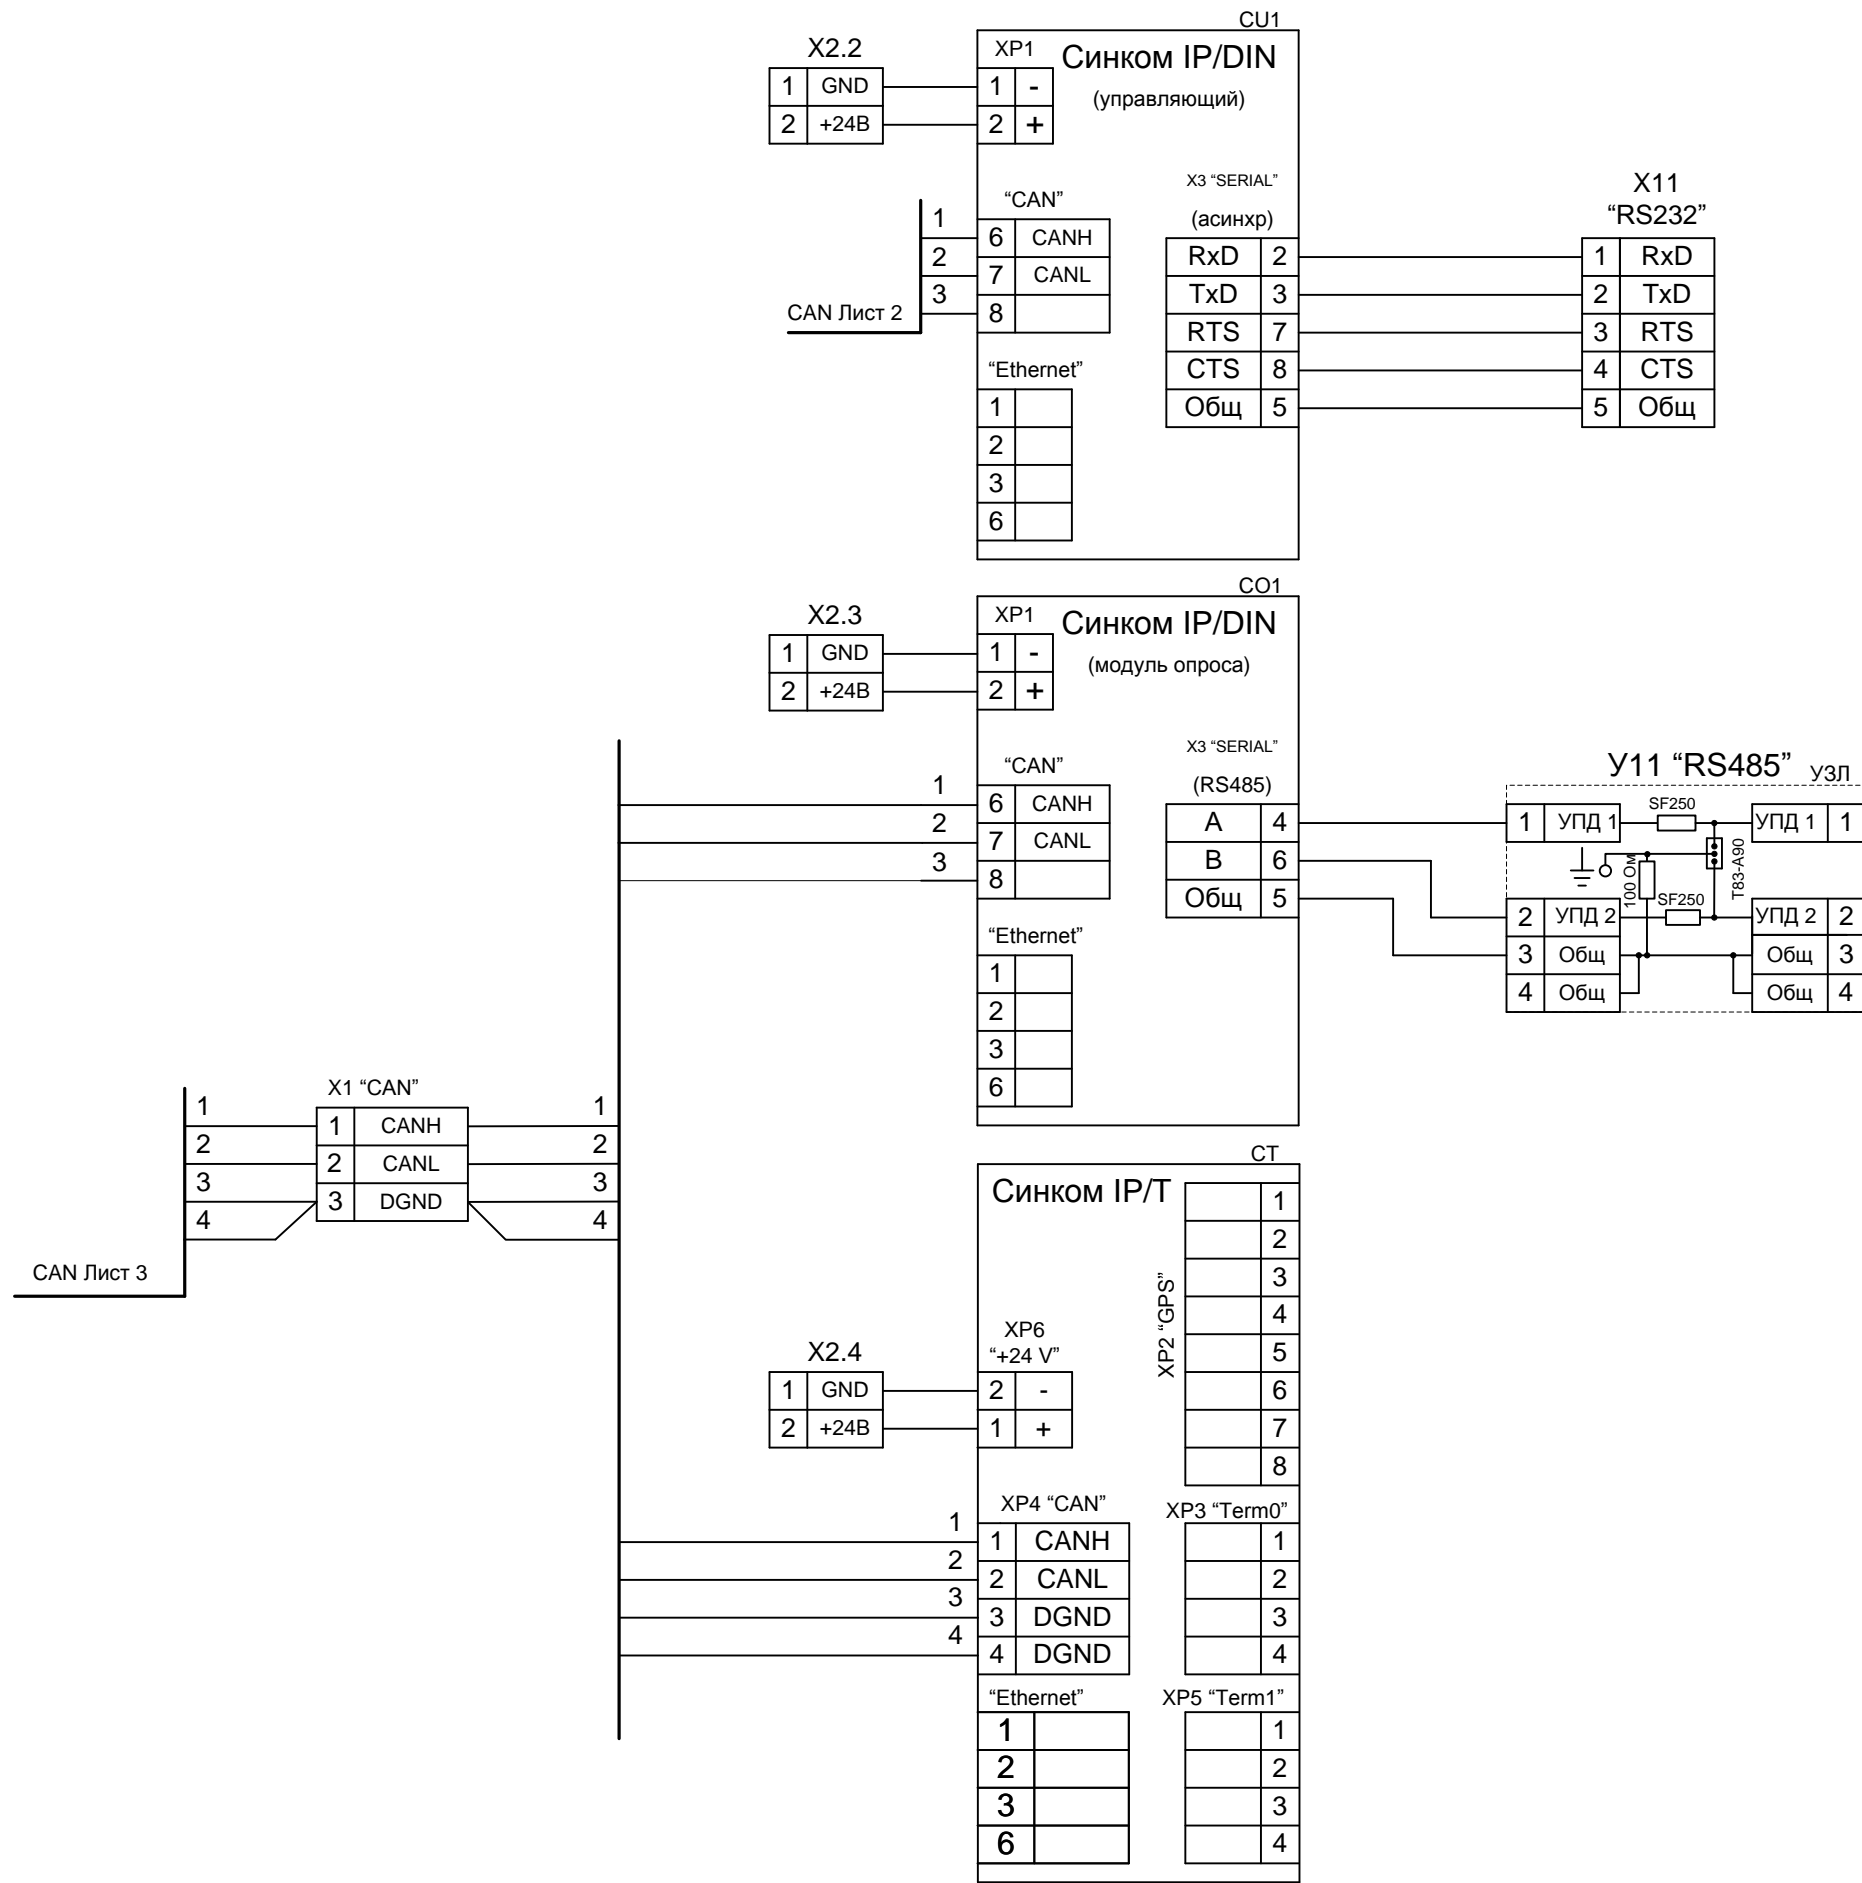 CU1
X2.2
1 GND
2 +24В
XP1
1 -
2 +
Синком IP/DIN
(управляющий)
“CAN”
1
6 CANH
2
7 CANL
3
8
CAN Лист 2
X3 “SERIAL”
(асинхр)
RxD 2
TxD 3
RTS 7
CTS 8
Общ 5
X11
“RS232”
1 RxD
2 TxD
3 RTS
4 CTS
5 Общ
“Ethernet”
1
2
3
6
CO1
X2.3
1 GND
2 +24В
XP1
1 -
2 +
Синком IP/DIN
(модуль опроса)
“CAN”
1
6 CANH
2
7 CANL
3
8
X3 “SERIAL”
(RS485)
A 4
B 6
Общ 5
У11 “RS485” УЗЛ
1 УПД 1
SF250
УПД 1 1
T83-A90
100 Ом
2 УПД 2
SF250
УПД 2 2
3 Общ
Общ 3
4 Общ
Общ 4
“Ethernet”
1
2
3
6
X1 “CAN”
1
1 CANH
1
2
2 CANL
2
3
3 DGND
3
4
4
CAN Лист 3
CT
Синком IP/T
XP2 “GPS”
1
2
3
4
5
6
7
8
X2.4
1 GND
2 +24В
XP6
“+24 V”
2 -
1 +
XP4 “CAN”
1
1 CANH
2
2 CANL
3
3 DGND
4
4 DGND
XP3 “Term0”
1
2
3
4
“Ethernet”
1
2
3
6
XP5 “Term1”
1
2
3
4